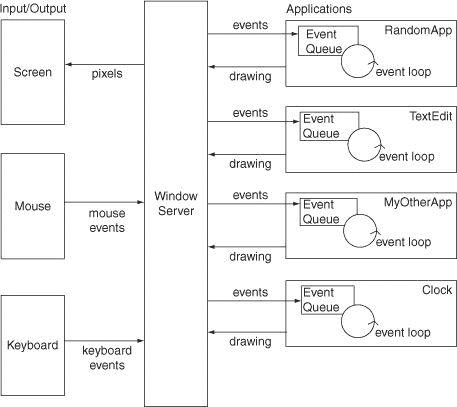 Input/Output
Applications
Screen
pixels
Mouse
mouse
events
Keyboard
keyboard
events
Window
Server
events
drawing
RandomApp
Event
Queue
event loop
events
drawing
TextEdit
Event
Queue
event loop
events
drawing
MyOtherApp
Event
Queue
event loop
events
drawing
Clock
Event
Queue
event loop